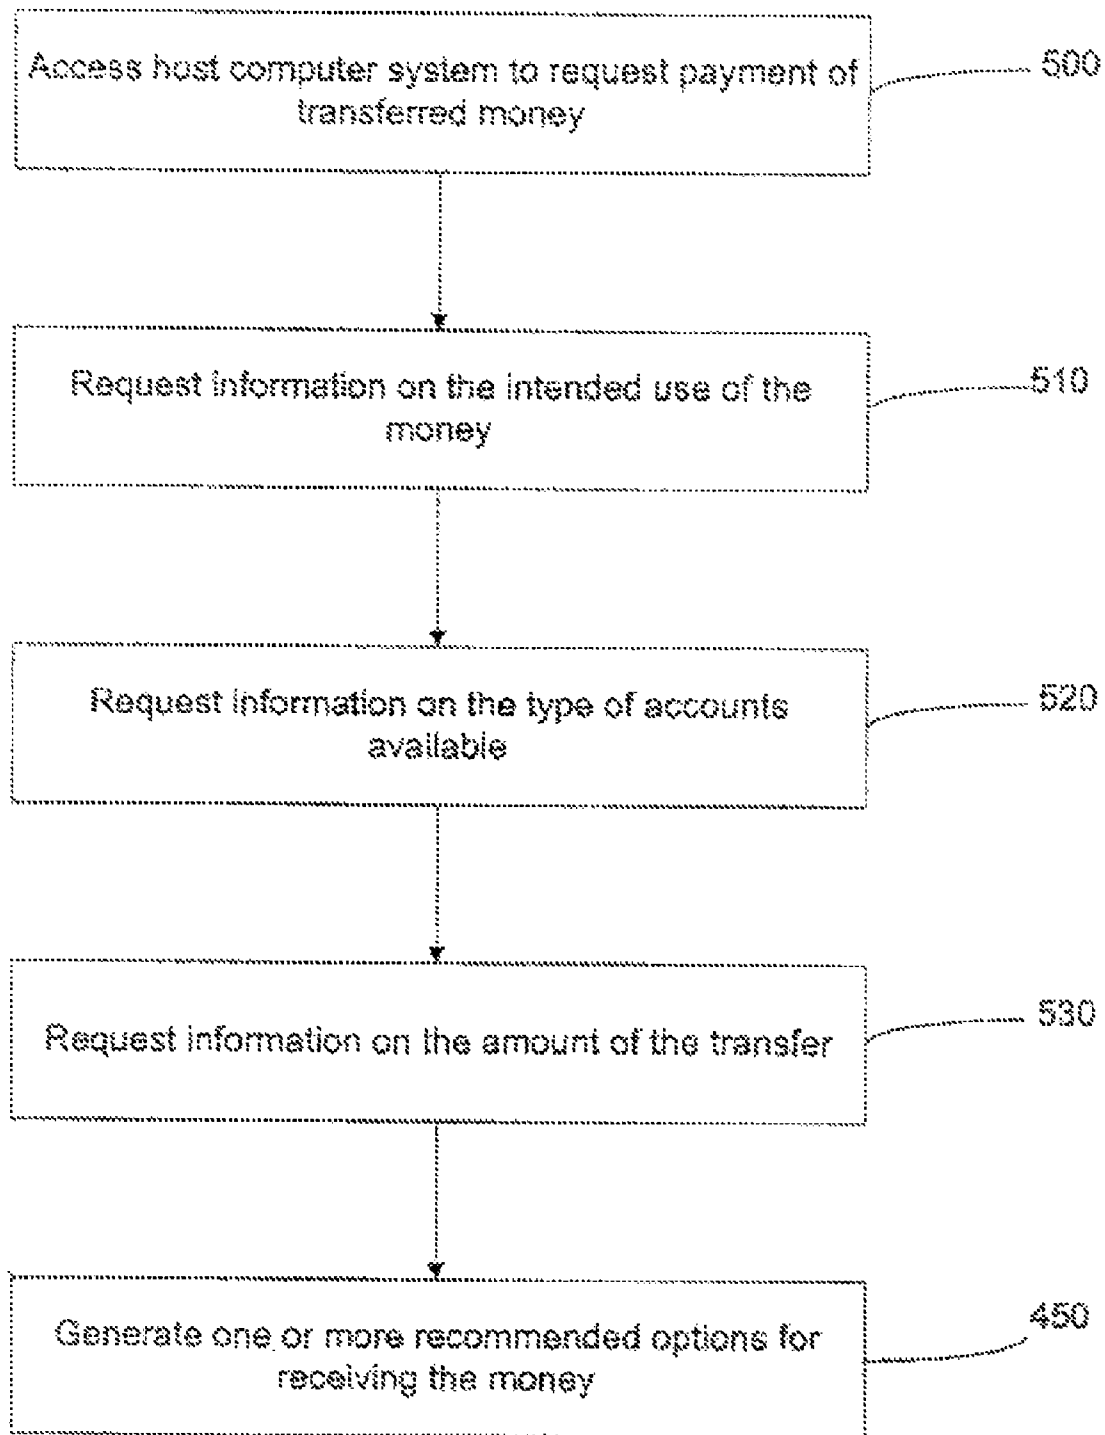 Access host computer system to request payment of
transferred money
500
Request information on the intended use of the
money
510
Request information on the type of accounts
available
520
Request information on the amount of the transfer
530
Generate one or more recommended options for
receiving the money
450